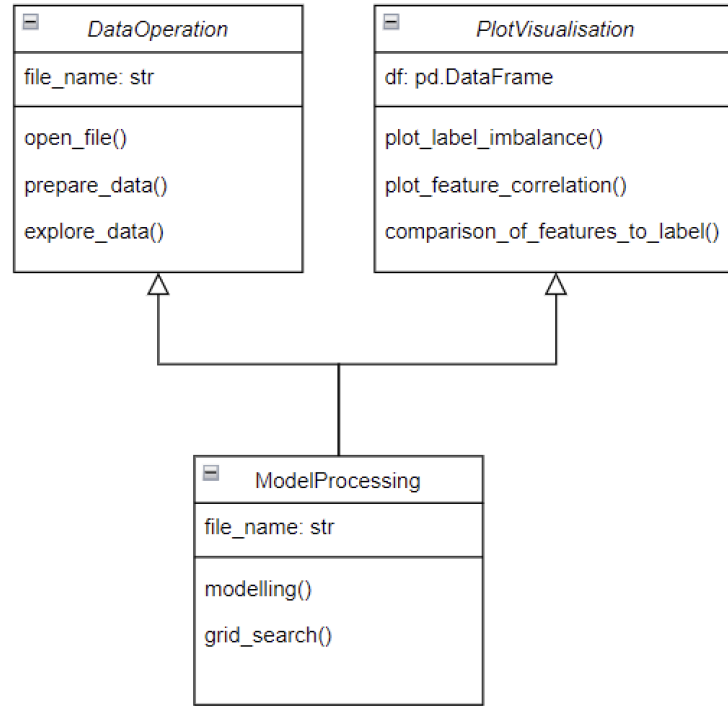 DataOperation
file_name: str
open_file()
prepare_data()
explore_data()
PlotVisualisation
df: pd.DataFrame
plot_label_imbalance()
plot_feature_correlation()
comparison_of_features_to_label()
ModelProcessing
file_name: str
modelling()
grid_search()